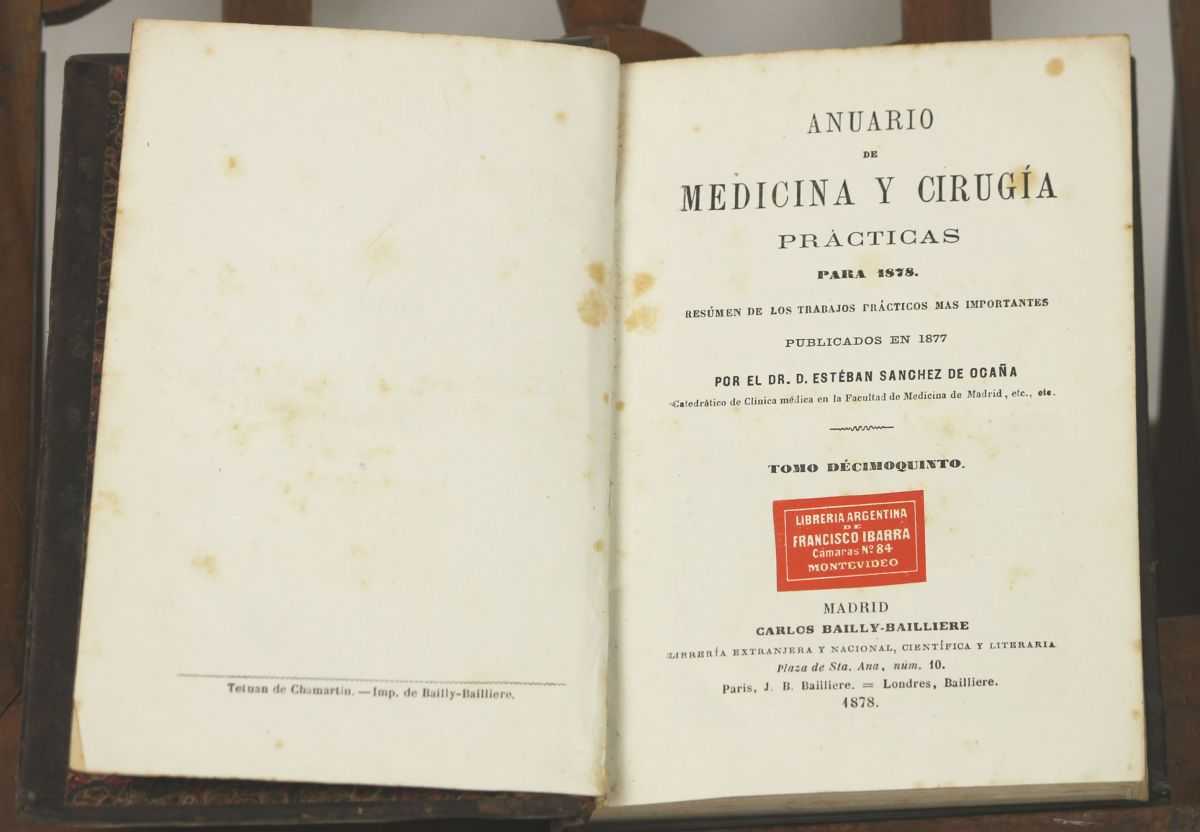 Tetuan de Chamartin. — Imp. de Bailly-Bailliere.
ANUARIO
DE
MEDICINA Y CIRUGÍA
PRÁCTICAS
PARA 1878.
RESÚMEN DE LOS TRABAJOS PRÁCTICOS MAS IMPORTANTES
PUBLICADOS EN 1877
POR EL DR. D. ESTÉBAN SANCHEZ DE OCAÑA
Catedrático de Clínica médica en la Facultad de Medicina de Madrid, etc., etc.
TOMO DÉCIMOQUINTO.
LIBRERIA ARGENTINA
DE
FRANCISCO IBARRA
Cámaras Nº 84
MONTEVIDEO
MADRID
CARLOS BAILLY-BAILLIERE
LIBRERÍA EXTRANJERA Y NACIONAL, CIENTÍFICA Y LITERARIA
Plaza de Sta. Ana, núm. 10.
Paris, J. B. Bailliere. = Londres, Bailliere.
1878.